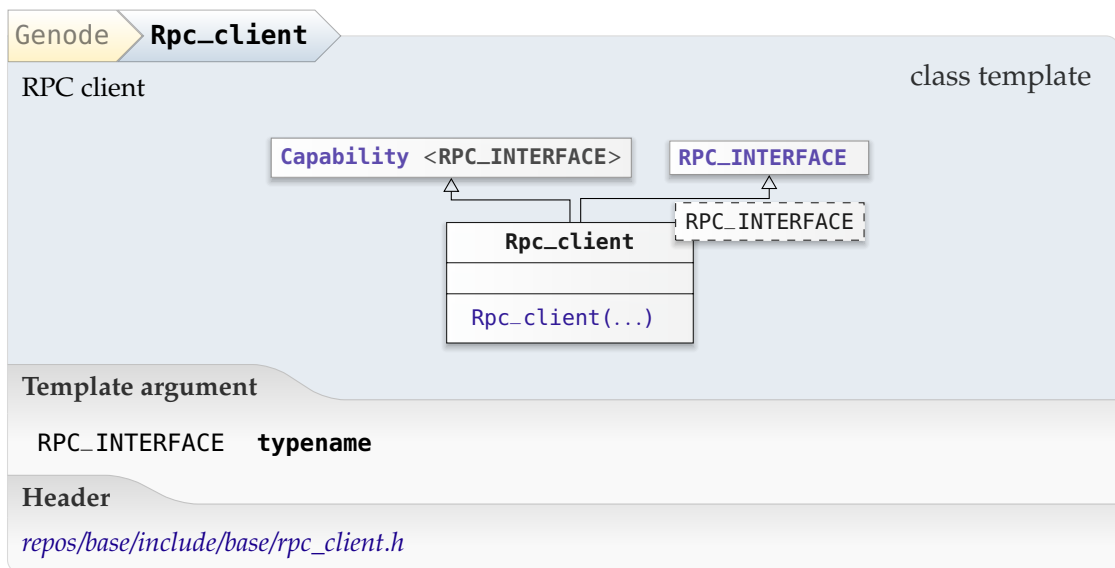 Genode Rpc_client
RPC client
class template
Capability <RPC_INTERFACE>
RPC_INTERFACE
RPC_INTERFACE
Rpc_client
Rpc_client(...)
Template argument
RPC_INTERFACE typename
Header
repos/base/include/base/rpc_client.h